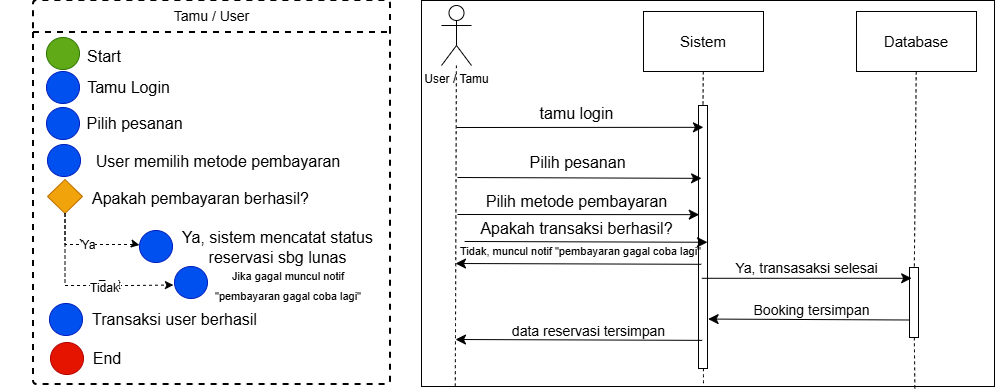 Tamu / User
Start
Tamu Login
Pilih pesanan
User memilih metode pembayaran
Apakah pembayaran berhasil?
Ya
Ya, sistem mencatat status
reservasi sbg lunas
Tidak
Jika gagal muncul notif
"pembayaran gagal coba lagi"
Transaksi user berhasil
End
User / Tamu
Sistem
Database
tamu login
Pilih pesanan
Pilih metode pembayaran
Apakah transaksi berhasil?
Tidak, muncul notif "pembayaran gagal coba lagi"
Ya, transasaksi selesai
Booking tersimpan
data reservasi tersimpan